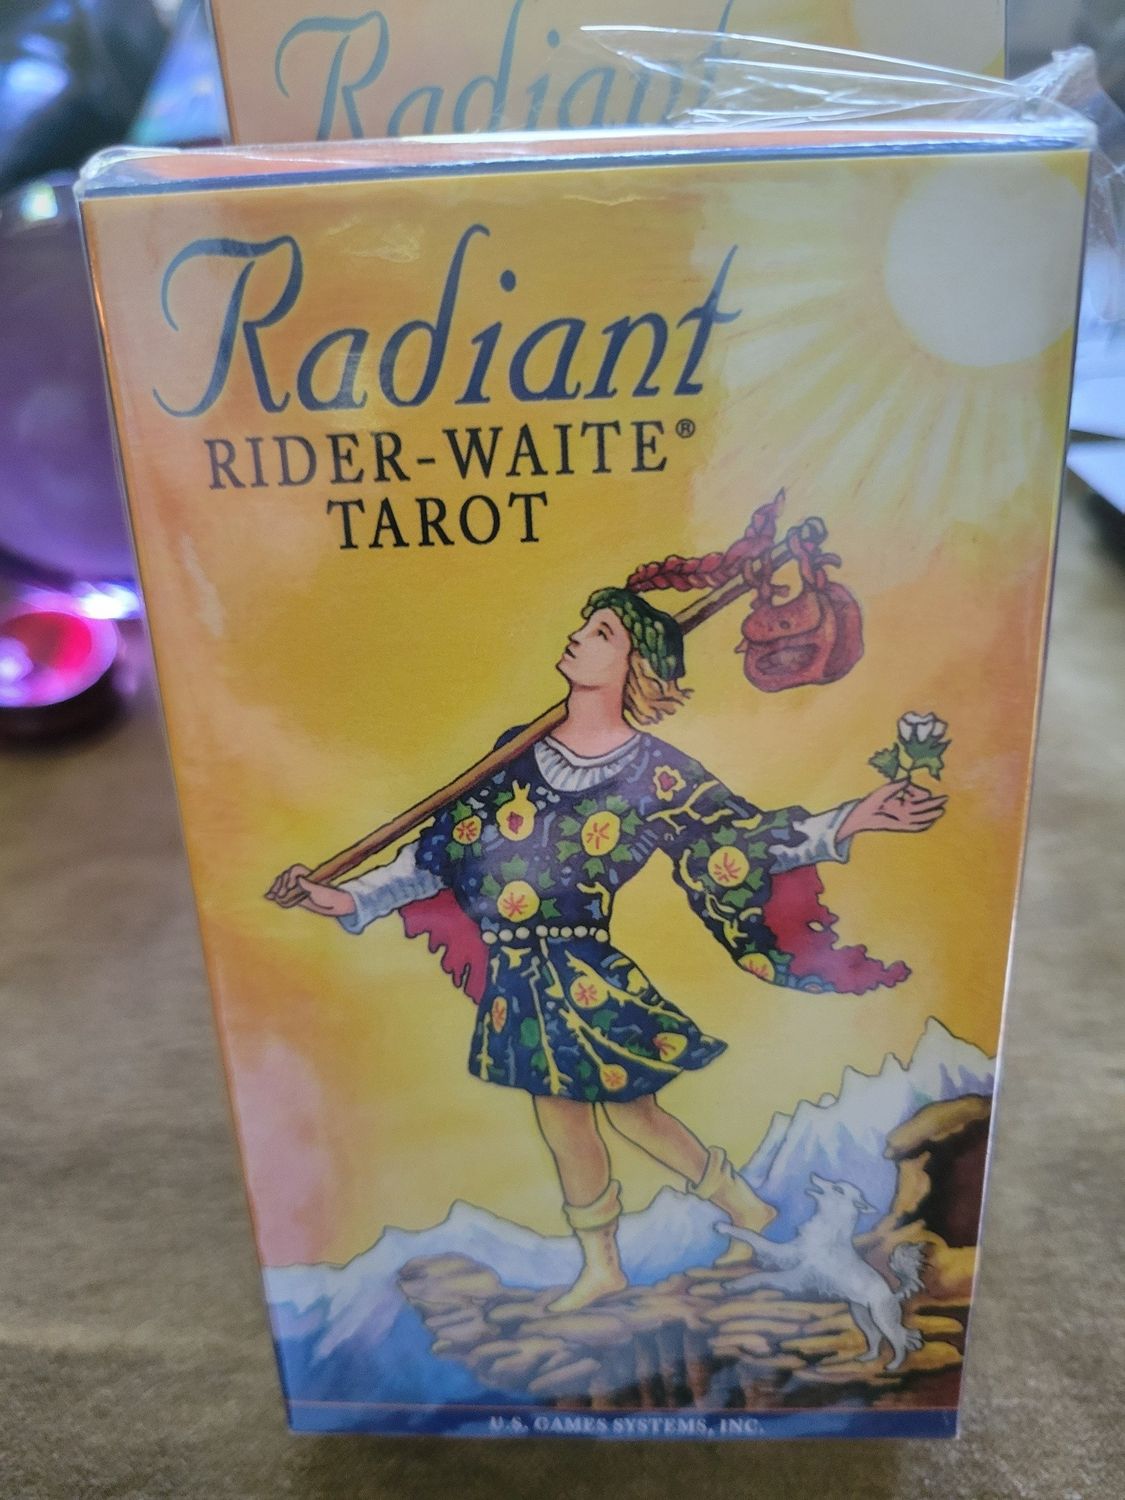 Radiant
Radiant
RIDER-WAITE®
TAROT
U.S. GAMES SYSTEMS, INC.